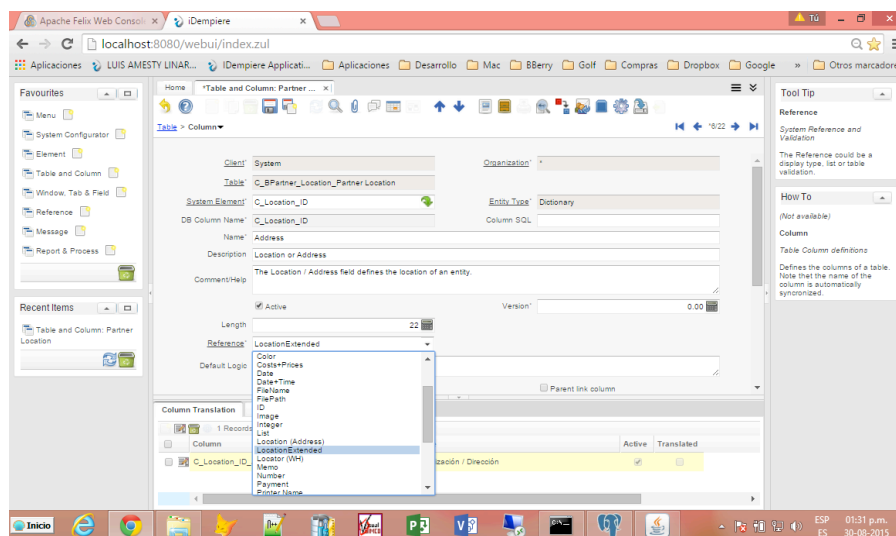 Apache Felix Web Consol
iDempiere
Tú
localhost:8080/webui/index.zul
Aplicaciones
LUIS AMESTY LINAR...
IDempiere Applicati...
Aplicaciones
Desarrollo
Mac
BBerry
Golf
Compras
Dropbox
Google
»
Otros marcadore
Favourites
Menu
System Configurator
Element
Table and Column
Window, Tab & Field
Reference
Message
Report & Process
Recent Items
Table and Column: Partner
Location
Home
*Table and Column: Partner ...
Table > Column
*8/22
Client
System
Organization
*
Table
C_BPartner_Location_Partner Location
System Element
C_Location_ID
Entity Type
Dictionary
DB Column Name
C_Location_ID
Column SQL
Name
Address
Description
Location or Address
Comment/Help
The Location / Address field defines the location of an entity.
Active
Version
0.00
Length
22
Reference
LocationExtended
Default Logic
Color
Costs+Prices
Date
Date+Time
FileName
FilePath
ID
Image
Integer
List
Location (Address)
LocationExtended
Locator (WH)
Memo
Number
Payment
Printer Name
Parent link column
Column Translation
1 Records
Column
Active
Translated
C_Location_ID_
zación / Dirección
Tool Tip
Reference
System Reference and
Validation
The Reference could be a
display type, list or table
validation.
How To
(Not available)
Column
Table Column definitions
Defines the columns of a table.
Note that the name of the
column is automatically
syncronized.
Inicio
ESP
ES
01:31 p.m.
30-08-2015